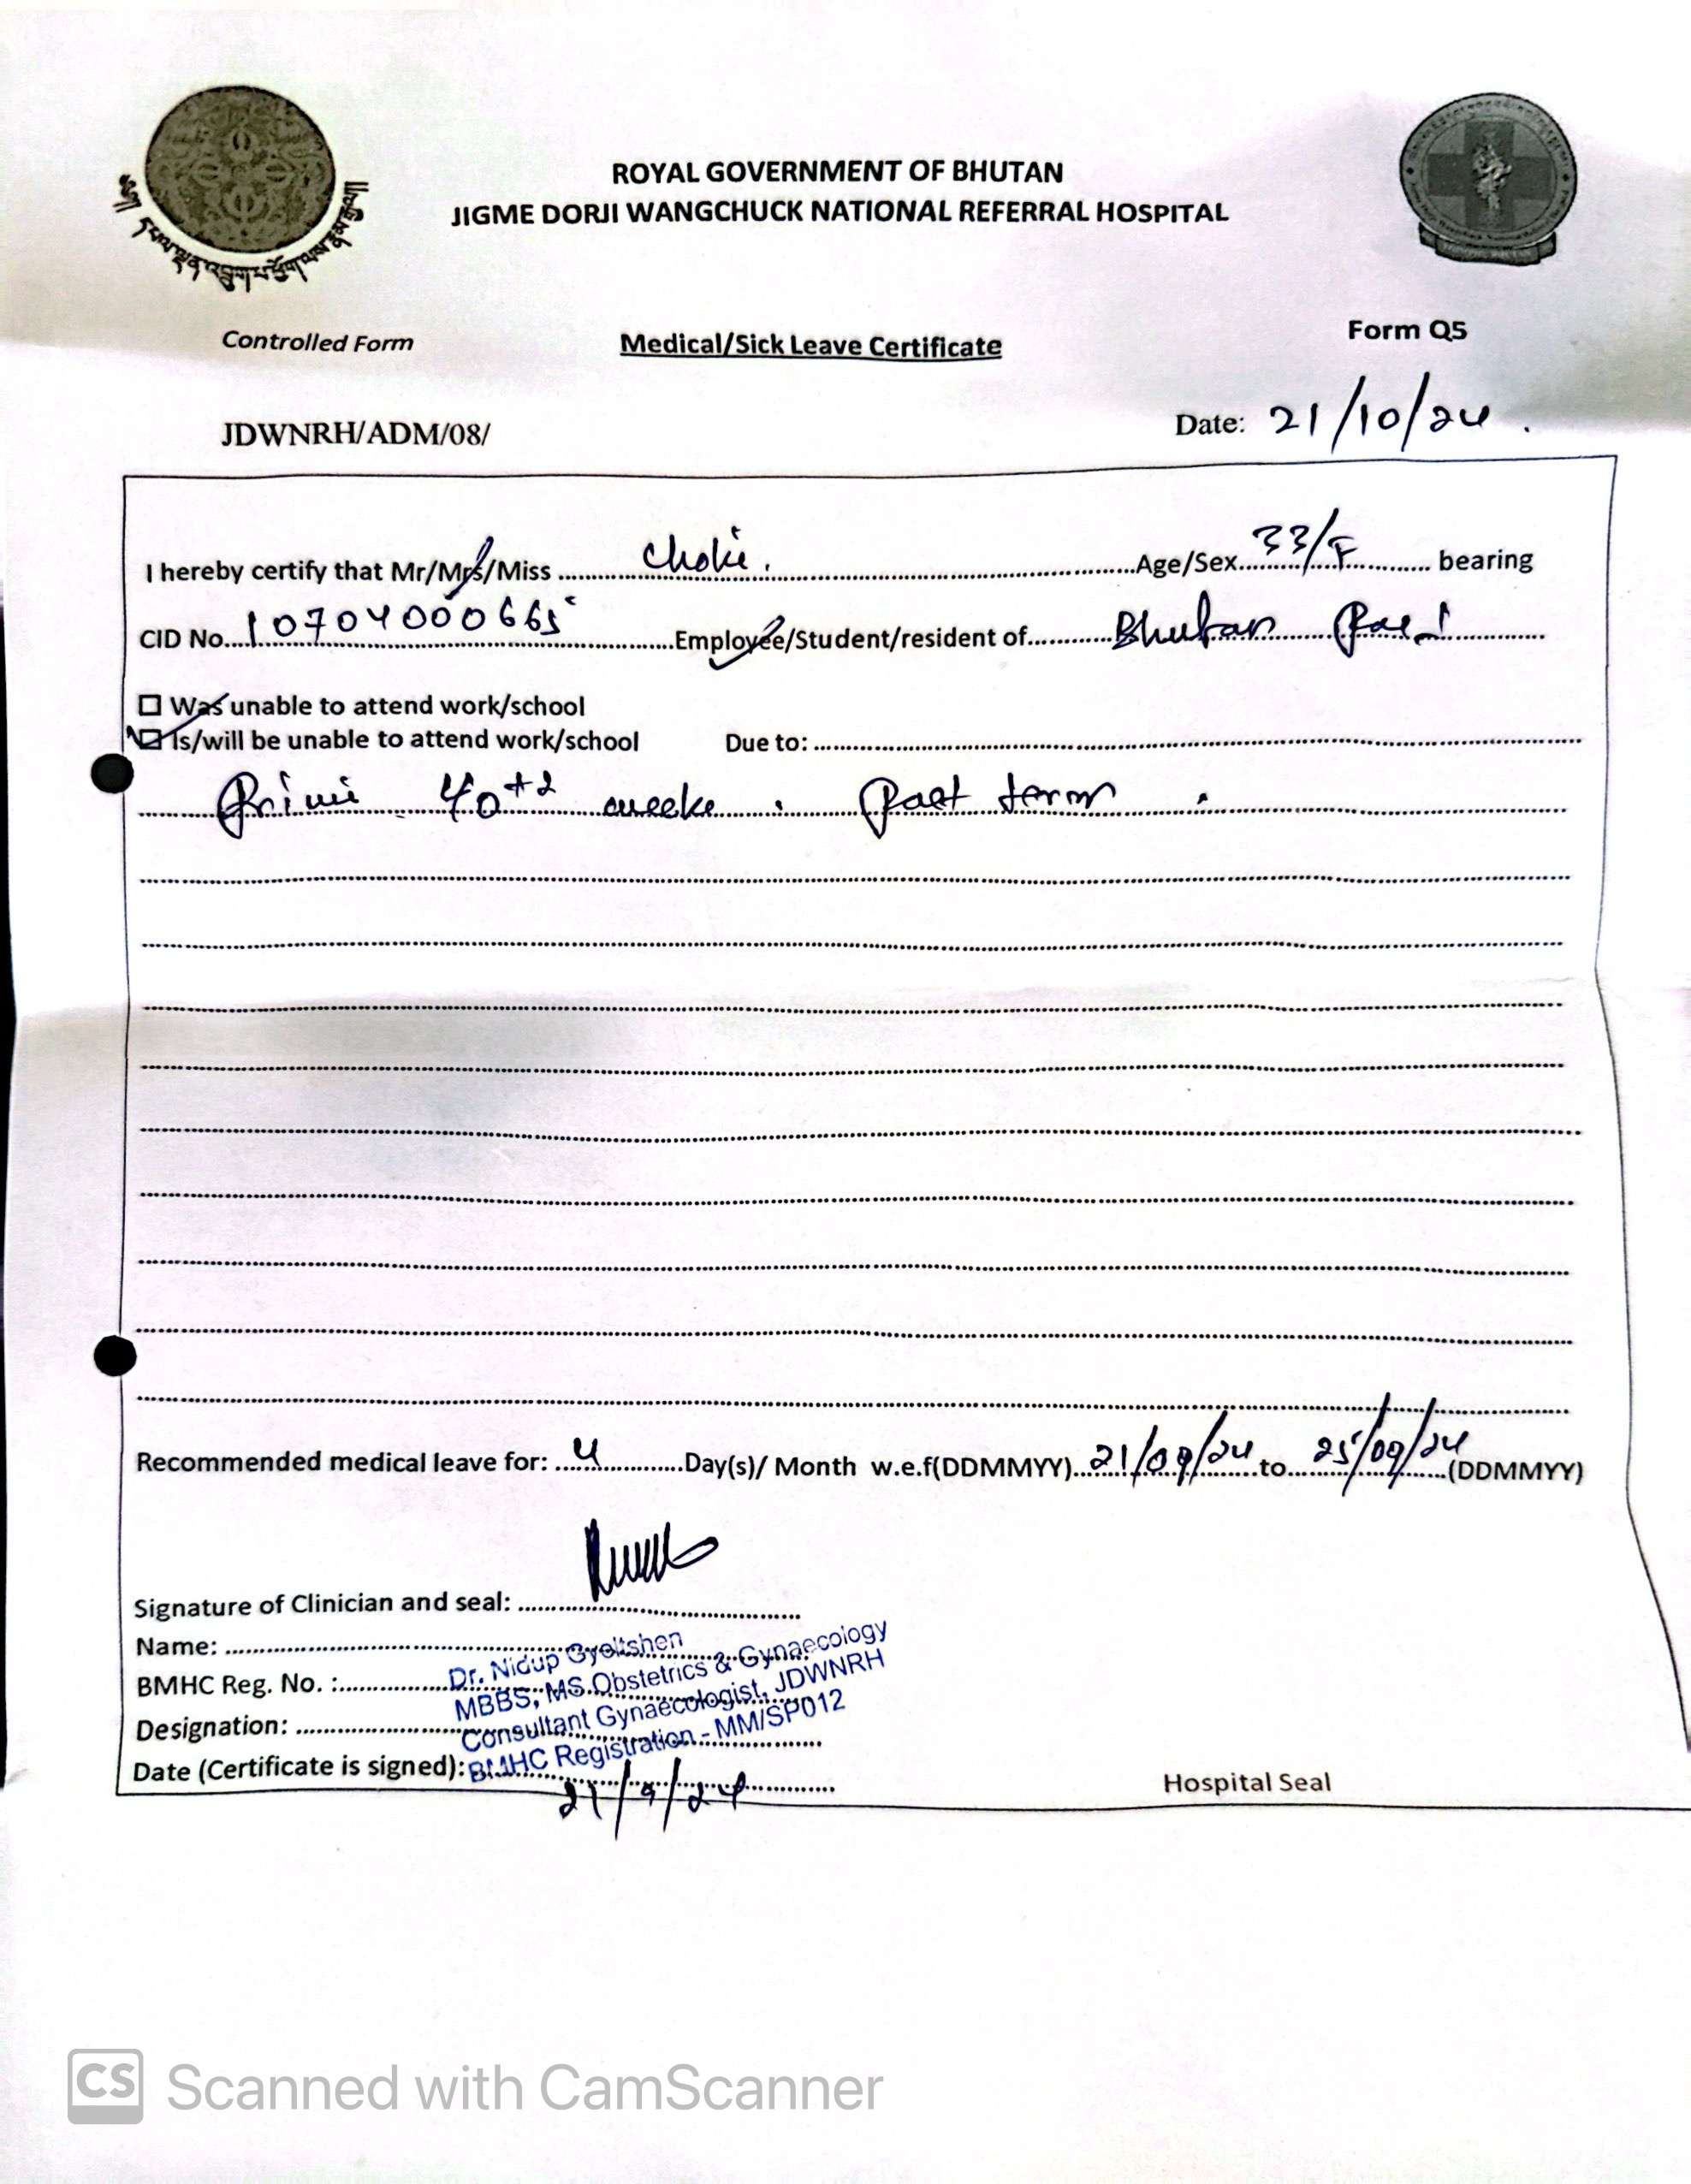 ROYAL GOVERNMENT OF BHUTAN
JIGME DORJI WANGCHUCK NATIONAL REFERRAL HOSPITAL
Controlled Form
Medical/Sick Leave Certificate
Form Q5
JDWNRH/ADM/08/
Date: 21/10/24.
I hereby certify that Mr/Mrs/Miss Choki. Age/Sex 33/F bearing
CID No. 10704000665 Employee/Student/resident of Bhutan Post
Was unable to attend work/school
Is/will be unable to attend work/school Due to:
Primi 40+2 weeks. Past term.
Recommended medical leave for: 4 Day(s)/ Month w.e.f(DDMMYY) 21/09/24 to 25/09/24 (DDMMYY)
Signature of Clinician and seal:
Name:
BMHC Reg. No. :
Designation:
Date (Certificate is signed):
Dr. Nidup Gyeltshen
MBBS, MS Obstetrics & Gynaecology
Consultant Gynaecologist, JDWNRH
BMHC Registration - MM/SP012
21/9/24
Hospital Seal
CS Scanned with CamScanner